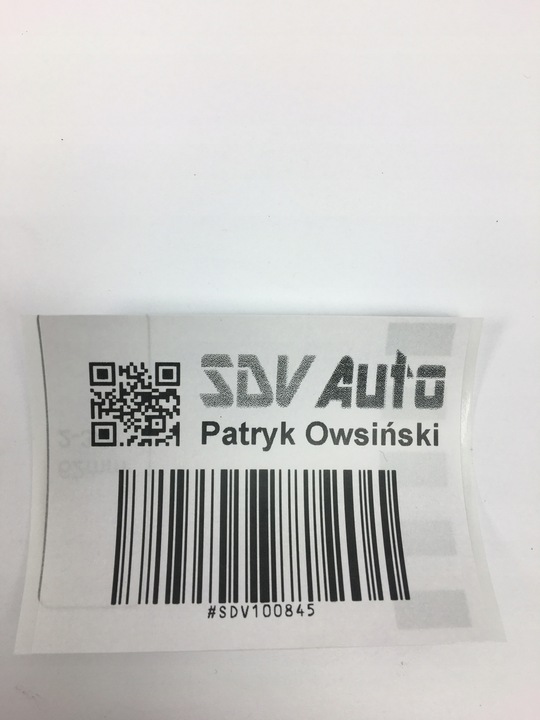 SDV Auto
Patryk Owsiński
#SDV100845